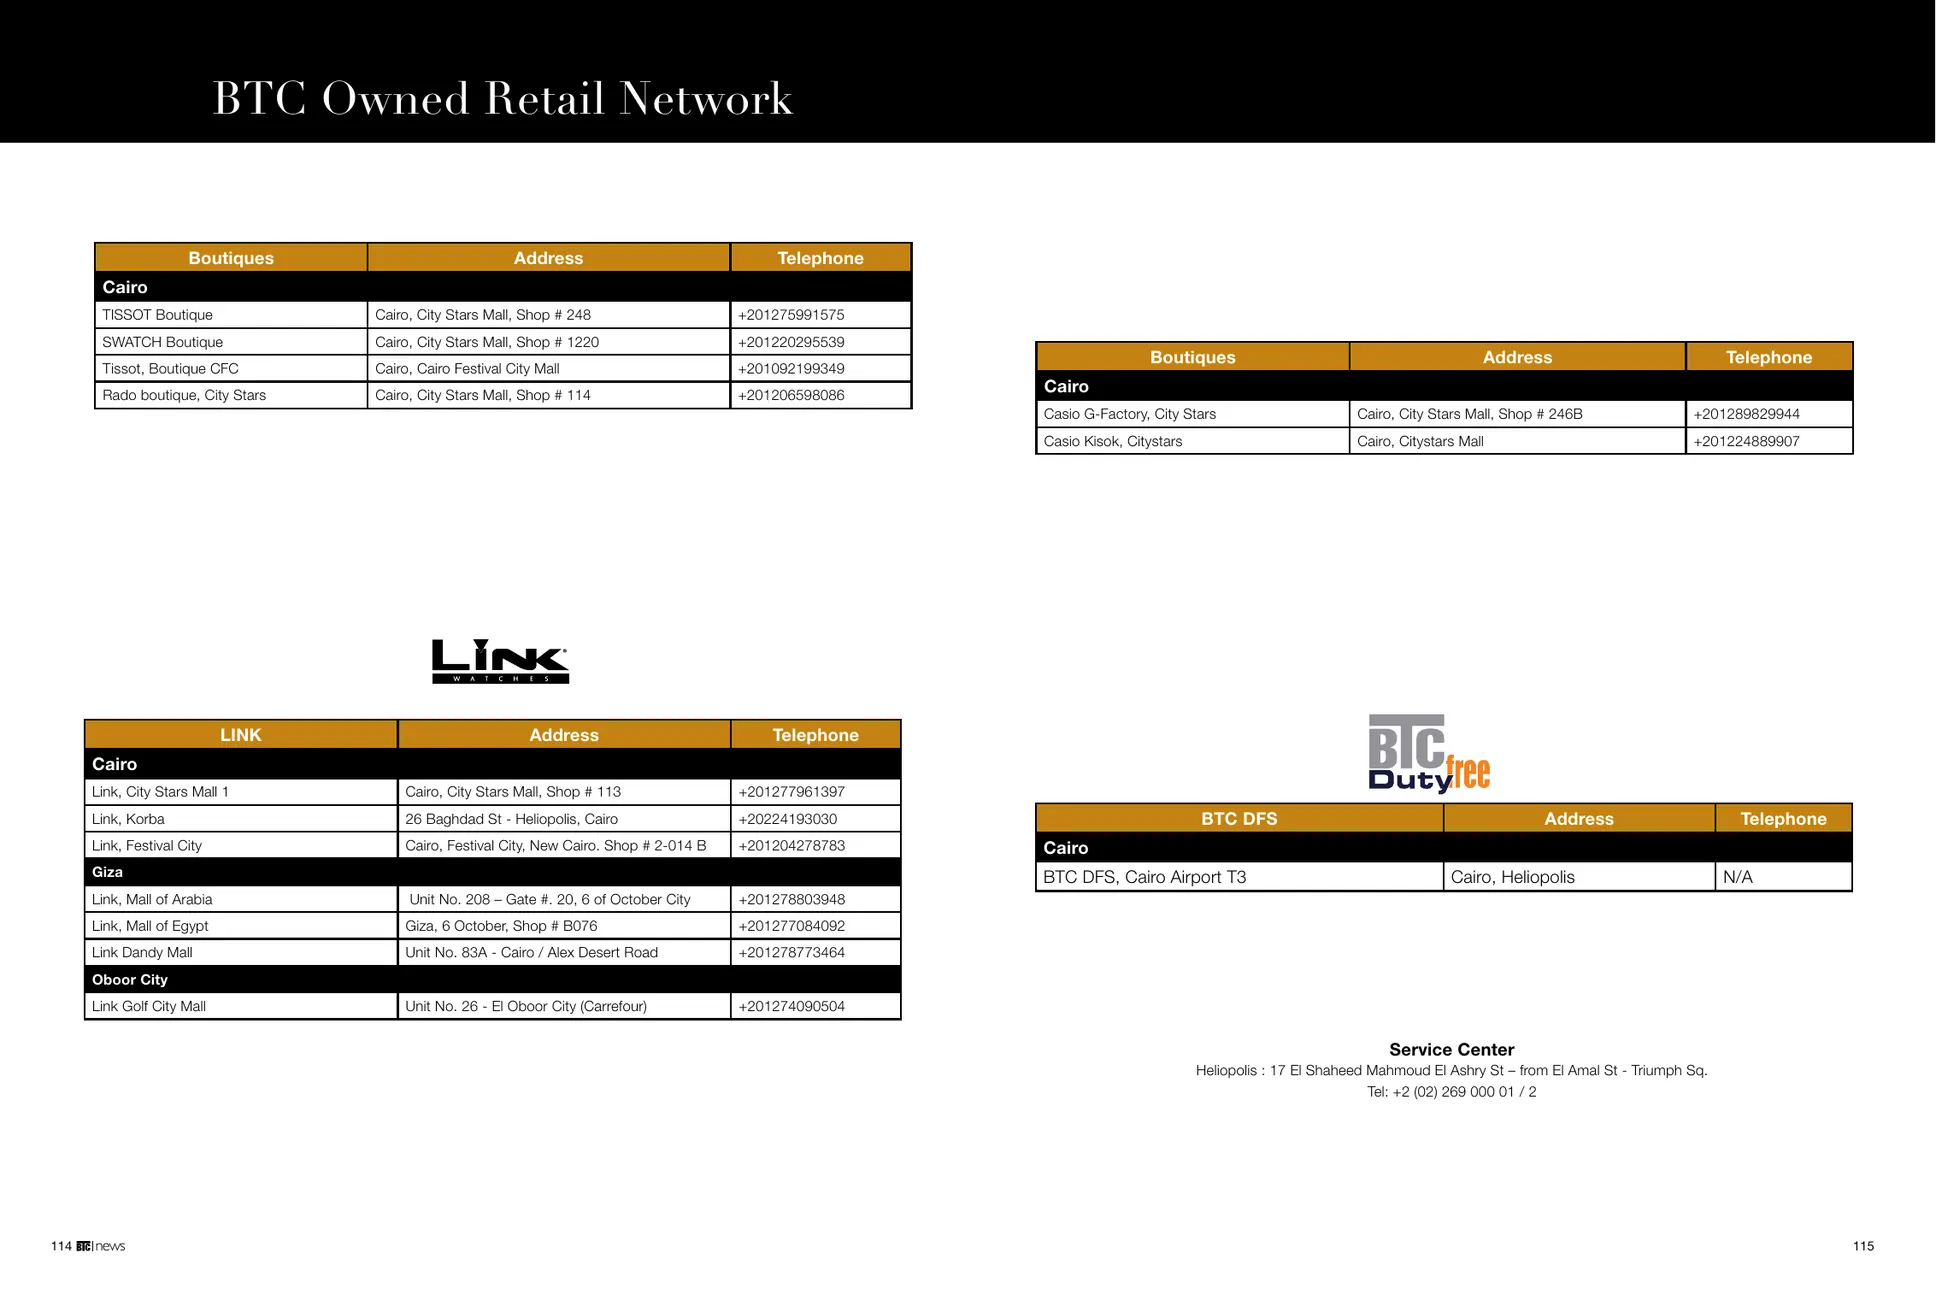 BTC Owned Retail Network
Boutiques Address Telephone
Cairo
TISSOT Boutique Cairo, City Stars Mall, Shop # 248 +201275991575
SWATCH Boutique Cairo, City Stars Mall, Shop # 1220 +201220295539
Tissot, Boutique CFC Cairo, Cairo Festival City Mall +201092199349
Rado boutique, City Stars Cairo, City Stars Mall, Shop # 114 +201206598086
LiNK®
WATCHES
LINK Address Telephone
Cairo
Link, City Stars Mall 1 Cairo, City Stars Mall, Shop # 113 +201277961397
Link, Korba 26 Baghdad St - Heliopolis, Cairo +20224193030
Link, Festival City Cairo, Festival City, New Cairo. Shop # 2-014 B +201204278783
Giza
Link, Mall of Arabia Unit No. 208 – Gate #. 20, 6 of October City +201278803948
Link, Mall of Egypt Giza, 6 October, Shop # B076 +201277084092
Link Dandy Mall Unit No. 83A - Cairo / Alex Desert Road +201278773464
Oboor City
Link Golf City Mall Unit No. 26 - El Oboor City (Carrefour) +201274090504
114 BTC|news
Boutiques Address Telephone
Cairo
Casio G-Factory, City Stars Cairo, City Stars Mall, Shop # 246B +201289829944
Casio Kisok, Citystars Cairo, Citystars Mall +201224889907
BTC
Dutyfree
BTC DFS Address Telephone
Cairo
BTC DFS, Cairo Airport T3 Cairo, Heliopolis N/A
Service Center
Heliopolis : 17 El Shaheed Mahmoud El Ashry St – from El Amal St - Triumph Sq.
Tel: +2 (02) 269 000 01 / 2
115